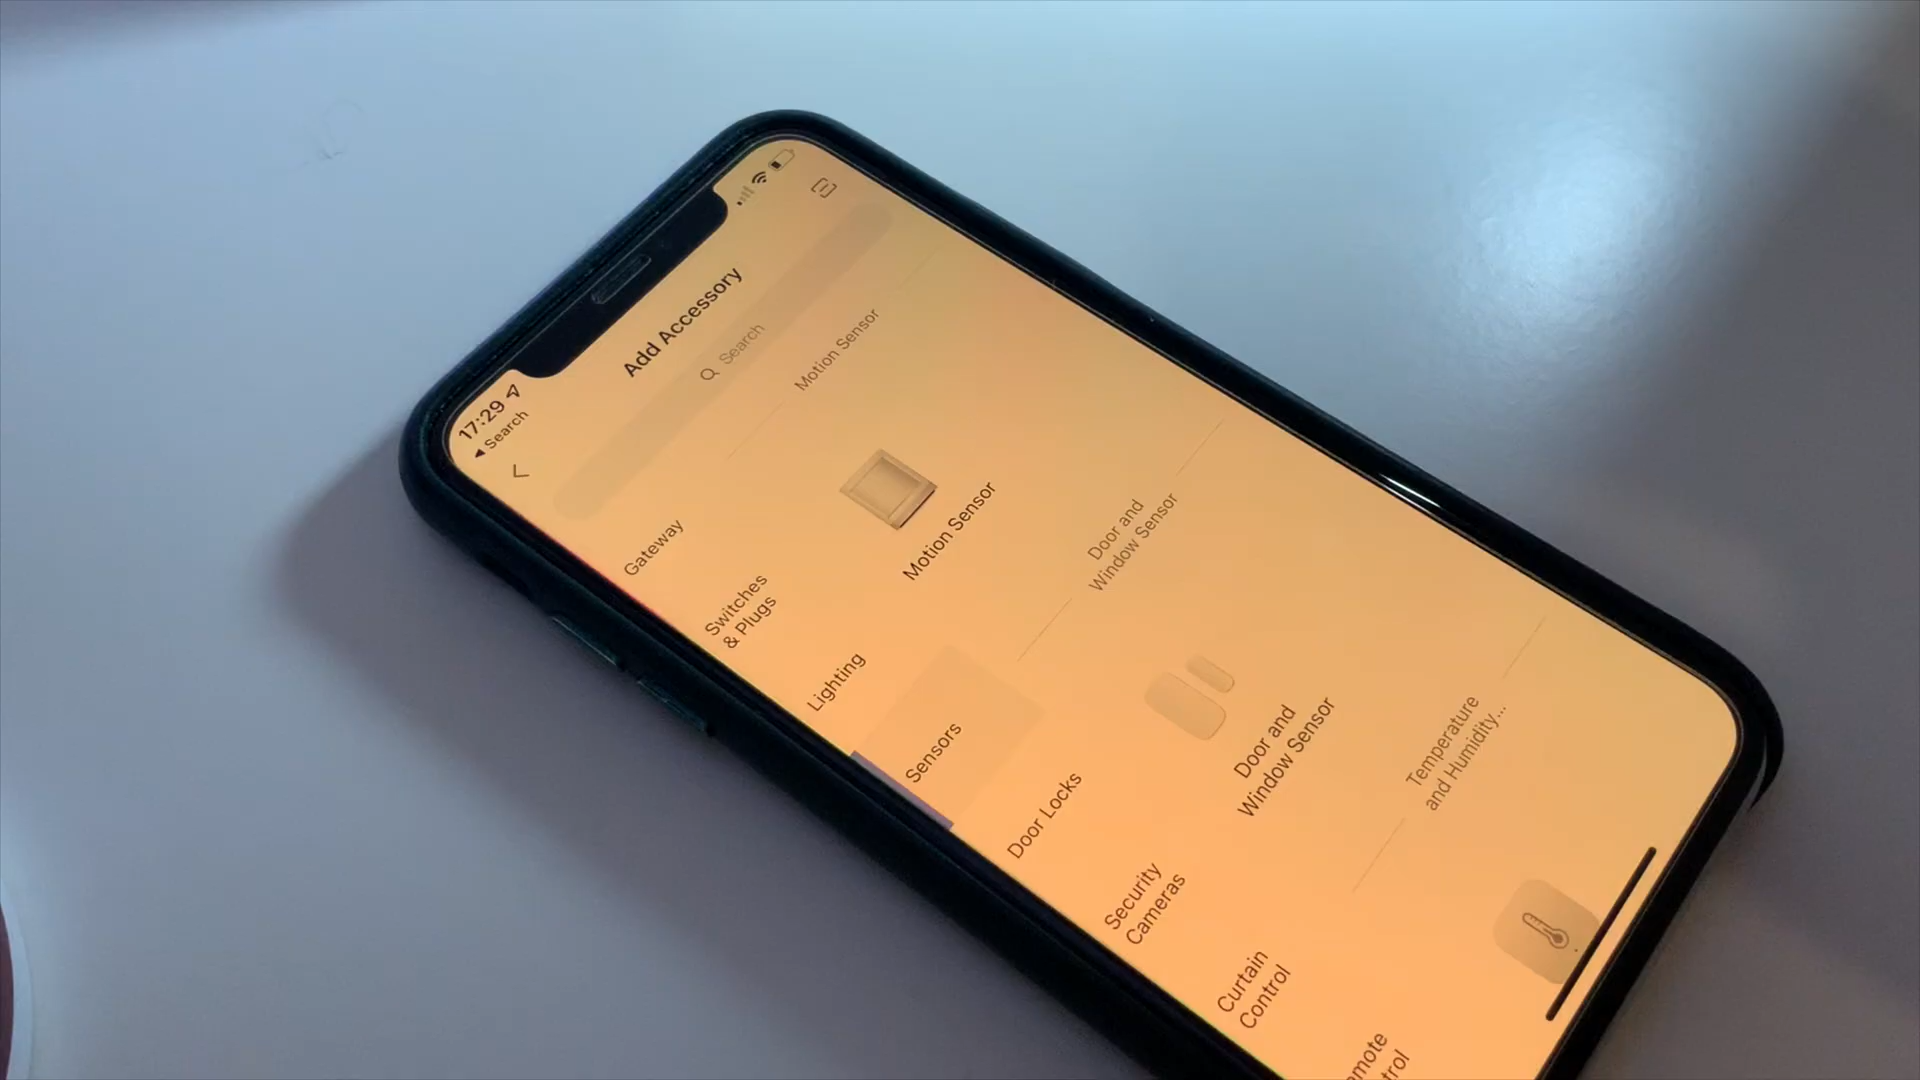 17:29
Search
Add Accessory
Search
Gateway
Switches
& Plugs
Lighting
Sensors
Door Locks
Security
Cameras
Curtain
Control
Motion Sensor
Motion Sensor
Door and
Window Sensor
Door and
Window Sensor
Temperature
and Humidity...